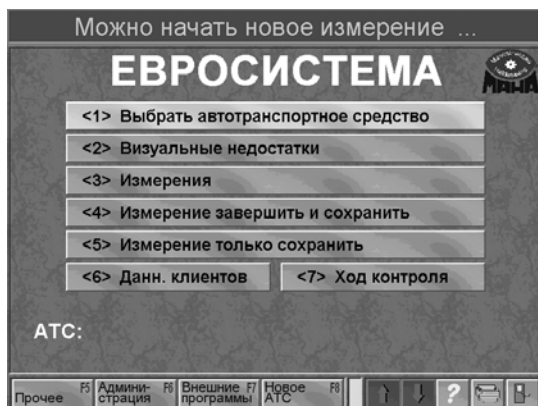 Можно начать новое измерение ...
ЕВРОСИСТЕМА
МАНА
<1> Выбрать автотранспортное средство
<2> Визуальные недостатки
<3> Измерения
<4> Измерение завершить и сохранить
<5> Измерение только сохранить
<6> Данн. клиентов <7> Ход контроля
АТС:
Прочее F5
Админи- F6
страция
Внешние F7
программы
Новое F8
АТС
?